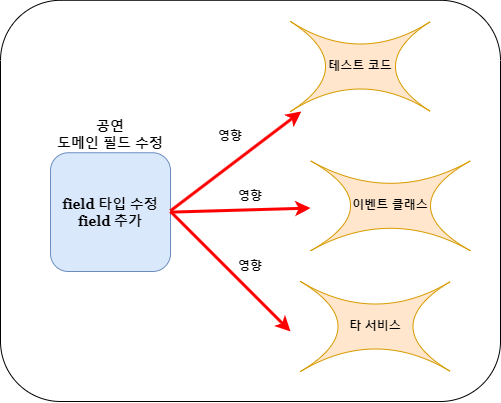 공연
도메인 필드 수정
field 타입 수정
field 추가
영향
영향
영향
테스트 코드
이벤트 클래스
타 서비스